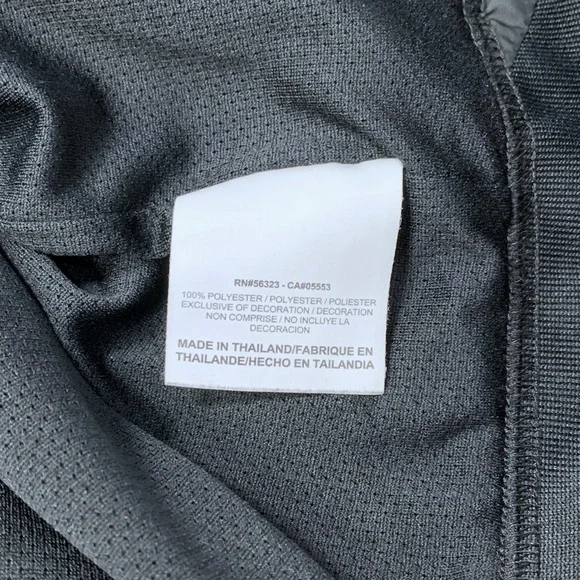 RN#56323 - CA#05553
100% POLYESTER / POLYESTER / POLIESTER
EXCLUSIVE OF DECORATION / DECORATION
NON COMPRISE / NO INCLUYE LA
DECORACION
MADE IN THAILAND/FABRIQUE EN
THAILANDE/HECHO EN TAILANDIA